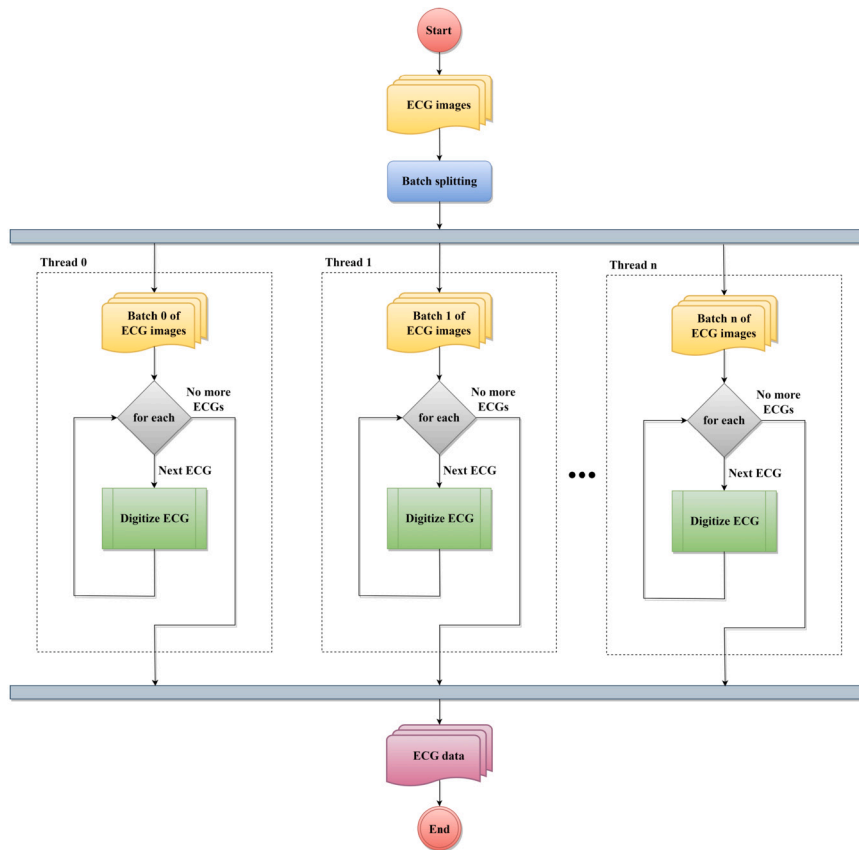 Start
ECG images
Batch splitting
Thread 0
Batch 0 of
ECG images
No more
ECGs
for each
Next ECG
Digitize ECG
Thread 1
Batch 1 of
ECG images
No more
ECGs
for each
Next ECG
Digitize ECG
Thread n
Batch n of
ECG images
No more
ECGs
for each
Next ECG
Digitize ECG
ECG data
End